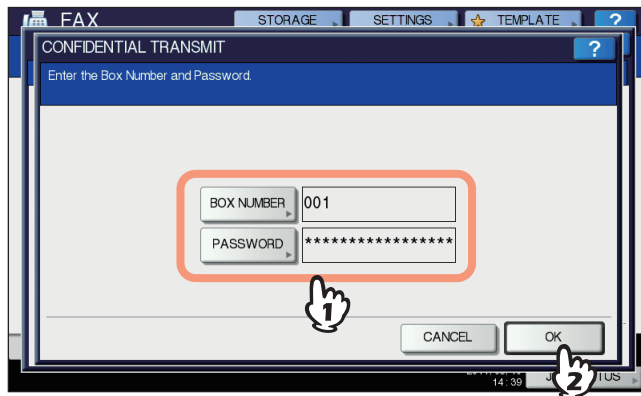 FAX
STORAGE SETTINGS TEMPLATE ?
CONFIDENTIAL TRANSMIT ?
Enter the Box Number and Password.
BOX NUMBER 001
PASSWORD *****************
1
CANCEL OK
14:39
2